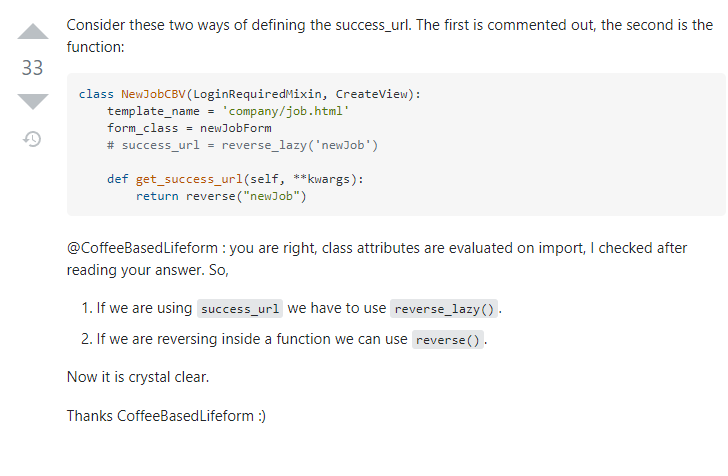 Consider these two ways of defining the success_url. The first is commented out, the second is the
function:
33
class NewJobCBV(LoginRequiredMixin, CreateView):
    template_name = 'company/job.html'
    form_class = newJobForm
    # success_url = reverse_lazy('newJob')
    def get_success_url(self, **kwargs):
        return reverse("newJob")
@CoffeeBasedLifeform : you are right, class attributes are evaluated on import, I checked after
reading your answer. So,
1. If we are using success_url we have to use reverse_lazy().
2. If we are reversing inside a function we can use reverse().
Now it is crystal clear.
Thanks CoffeeBasedLifeform :)